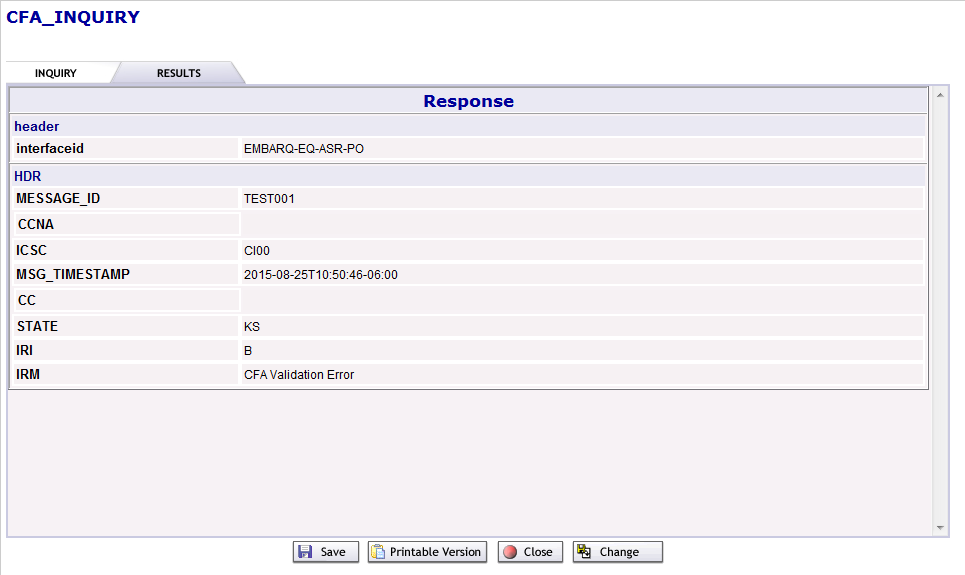 CFA_INQUIRY
INQUIRY RESULTS
Response
header
interfaceid EMBARQ-EQ-ASR-PO
HDR
MESSAGE_ID TEST001
CCNA
ICSC CI00
MSG_TIMESTAMP 2015-08-25T10:50:46-06:00
CC
STATE KS
IRI B
IRM CFA Validation Error
Save Printable Version Close Change